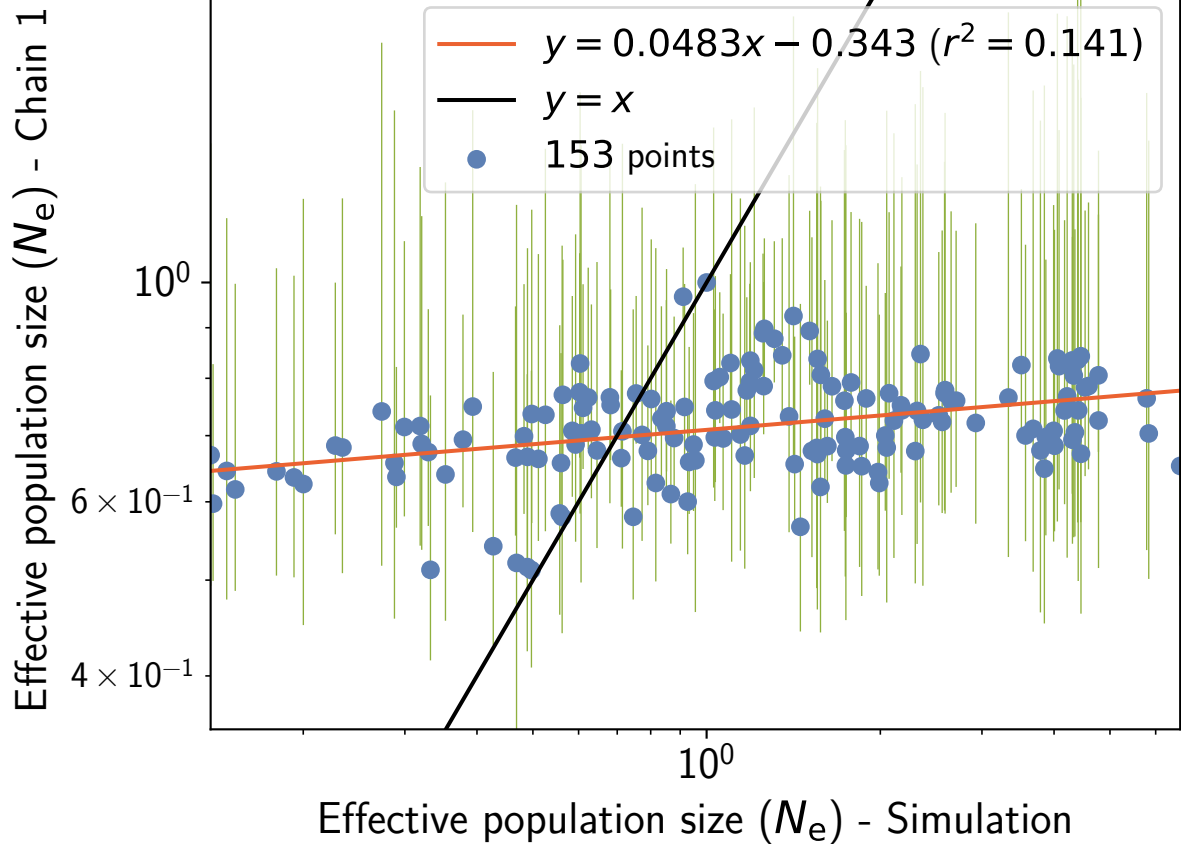 y = 0.0483x − 0.343 (r² = 0.141)
y = x
153 points
Effective population size (Nₑ) - Chain 1
10⁰
6 × 10⁻¹
4 × 10⁻¹
10⁰
Effective population size (Nₑ) - Simulation